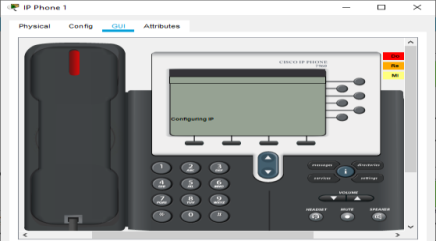 IP Phone 1
Physical Config GUI Attributes
CISCO IP PHONE
7960
Configuring IP
1 2 3
4 5 6
7 8 9
* 0 #
messages directories
services settings
i
VOLUME
HEADSET MUTE SPEAKER